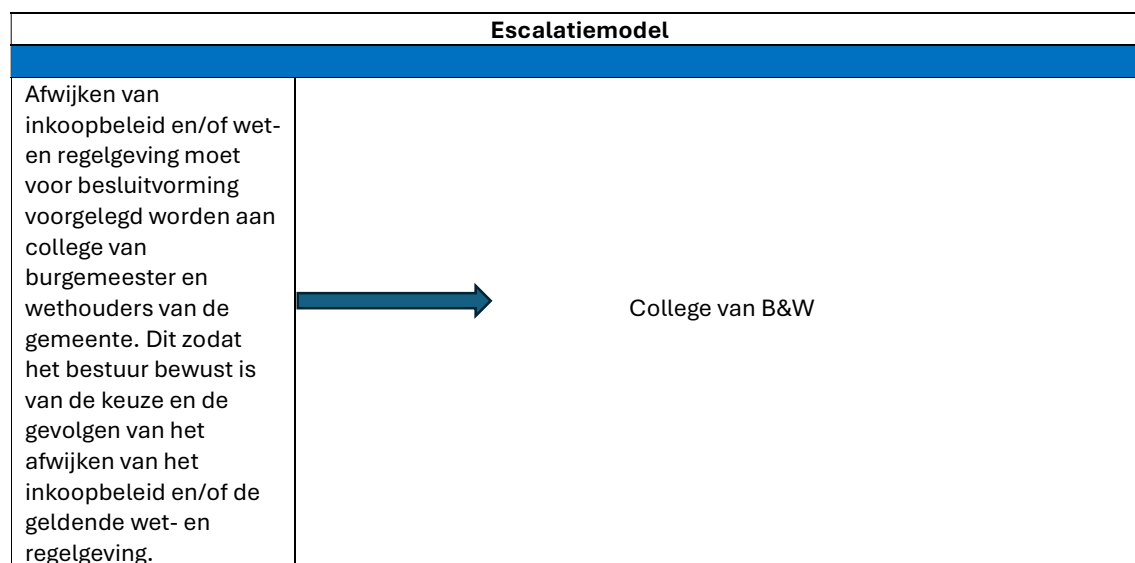 Escalatiemodel
Afwijken van
inkoopbeleid en/of wet-
en regelgeving moet
voor besluitvorming
voorgelegd worden aan
college van
burgemeester en
wethouders van de
gemeente. Dit zodat
het bestuur bewust is
van de keuze en de
gevolgen van het
afwijken van het
inkoopbeleid en/of de
geldende wet- en
regelgeving.
College van B&W